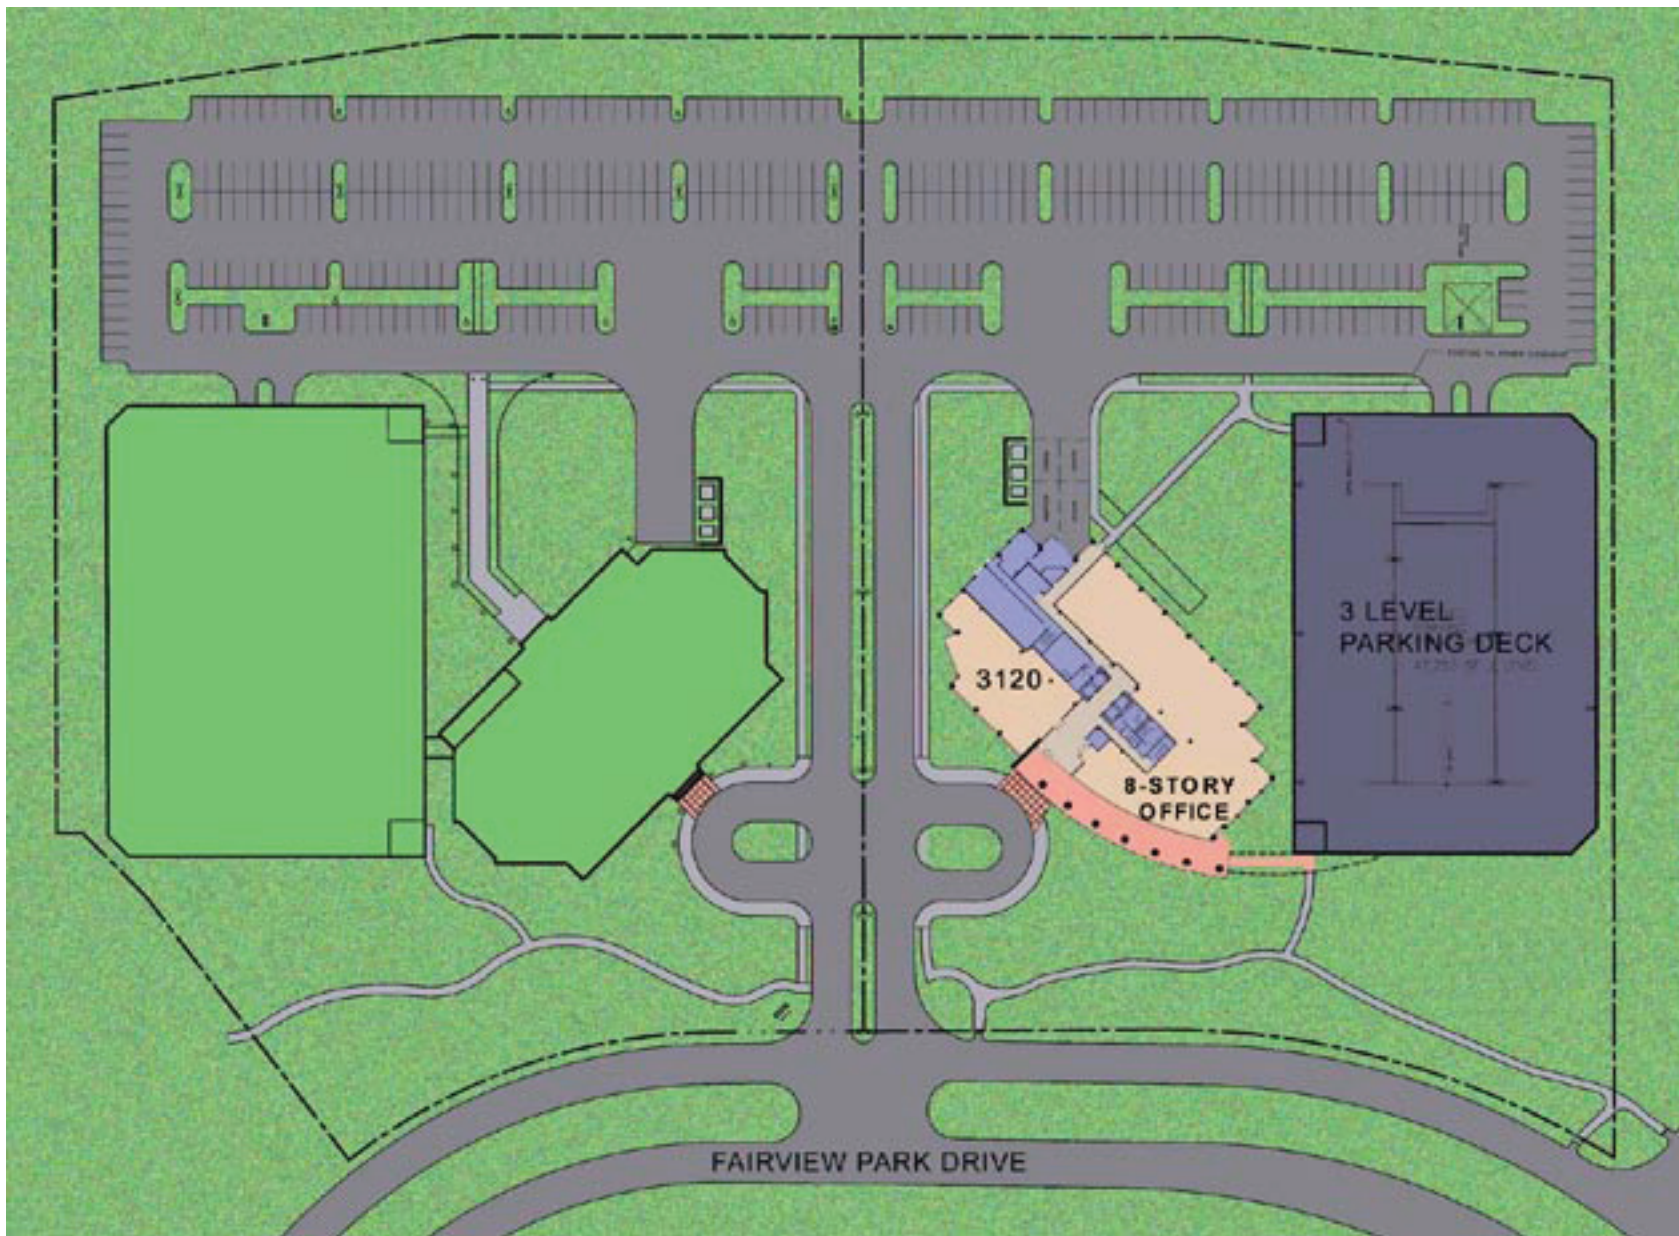 3 LEVEL
PARKING DECK
3120
8-STORY
OFFICE
FAIRVIEW PARK DRIVE